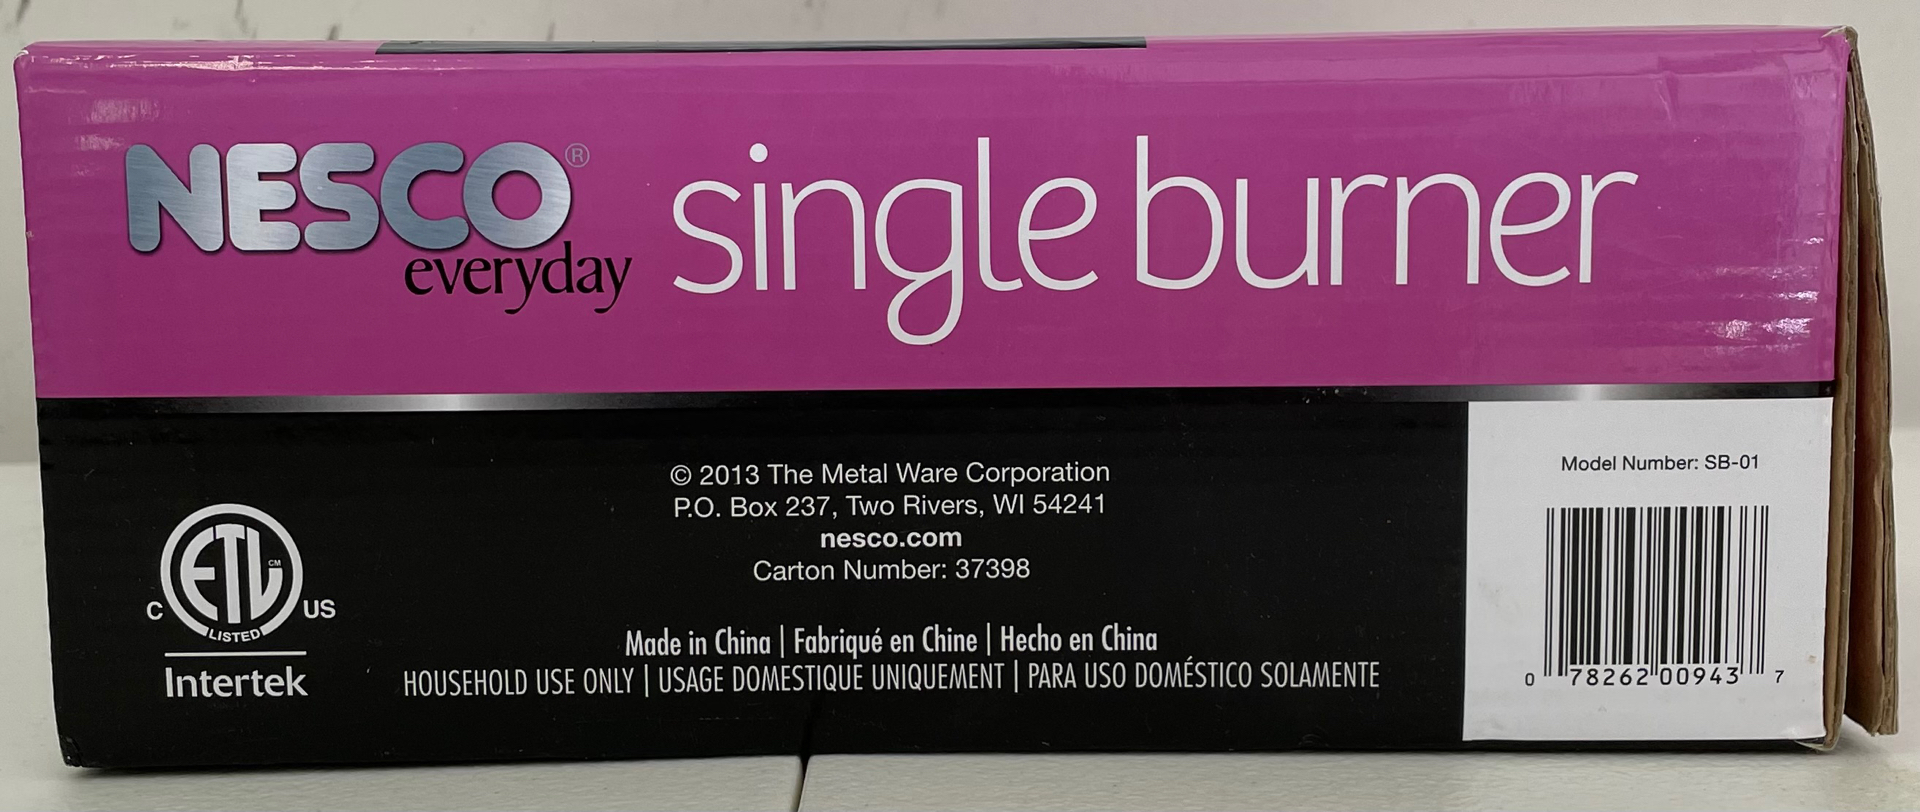 NESCO®
everyday
single burner
© 2013 The Metal Ware Corporation
P.O. Box 237, Two Rivers, WI 54241
nesco.com
Carton Number: 37398
Made in China | Fabriqué en Chine | Hecho en China
HOUSEHOLD USE ONLY | USAGE DOMESTIQUE UNIQUEMENT | PARA USO DOMÉSTICO SOLAMENTE
C ETL CM US
LISTED
Intertek
Model Number: SB-01
0 78262 00943 7